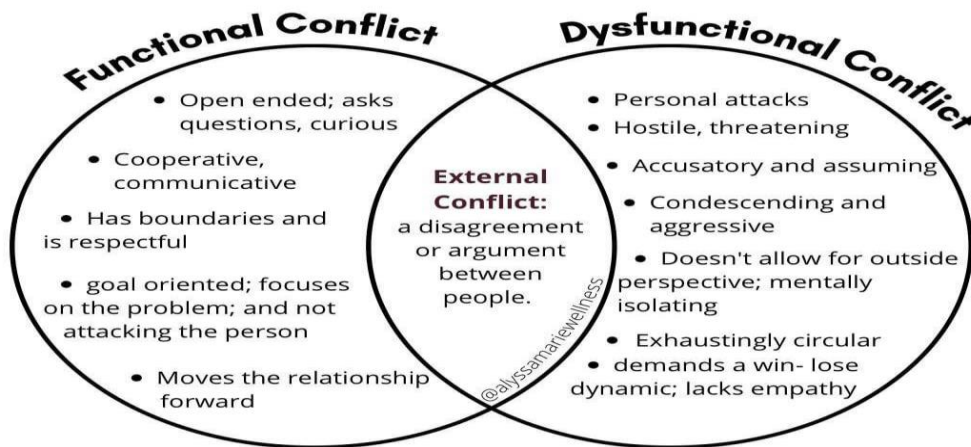 Functional Conflict
Dysfunctional Conflict
• Open ended; asks
questions, curious
• Cooperative,
communicative
• Has boundaries and
is respectful
• goal oriented; focuses
on the problem; and not
attacking the person
• Moves the relationship
forward
External
Conflict:
a disagreement
or argument
between
people.
@alyssamariewellness
• Personal attacks
• Hostile, threatening
• Accusatory and assuming
• Condescending and
aggressive
• Doesn't allow for outside
perspective; mentally
isolating
• Exhaustingly circular
• demands a win- lose
dynamic; lacks empathy